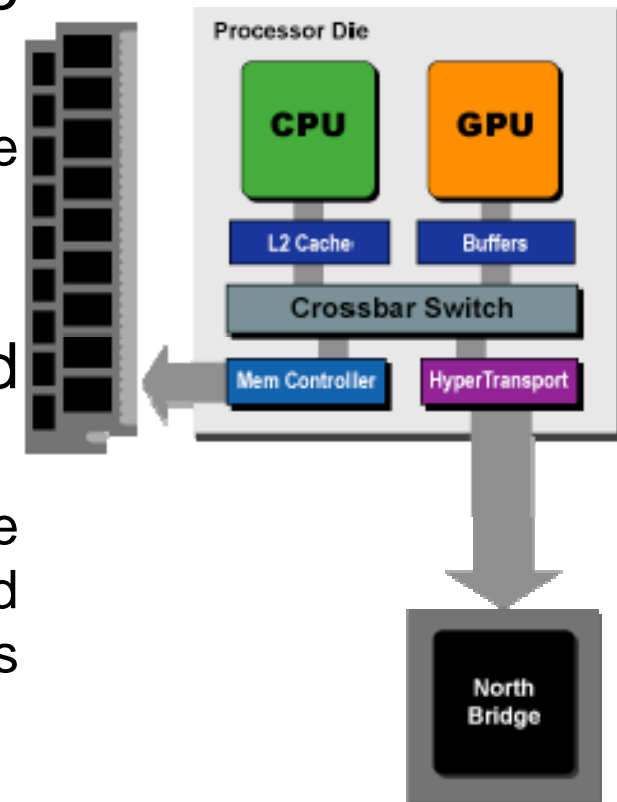 Processor Die
CPU
GPU
L2 Cache
Buffers
Crossbar Switch
Mem Controller
HyperTransport
North
Bridge
e
d
e
d
s